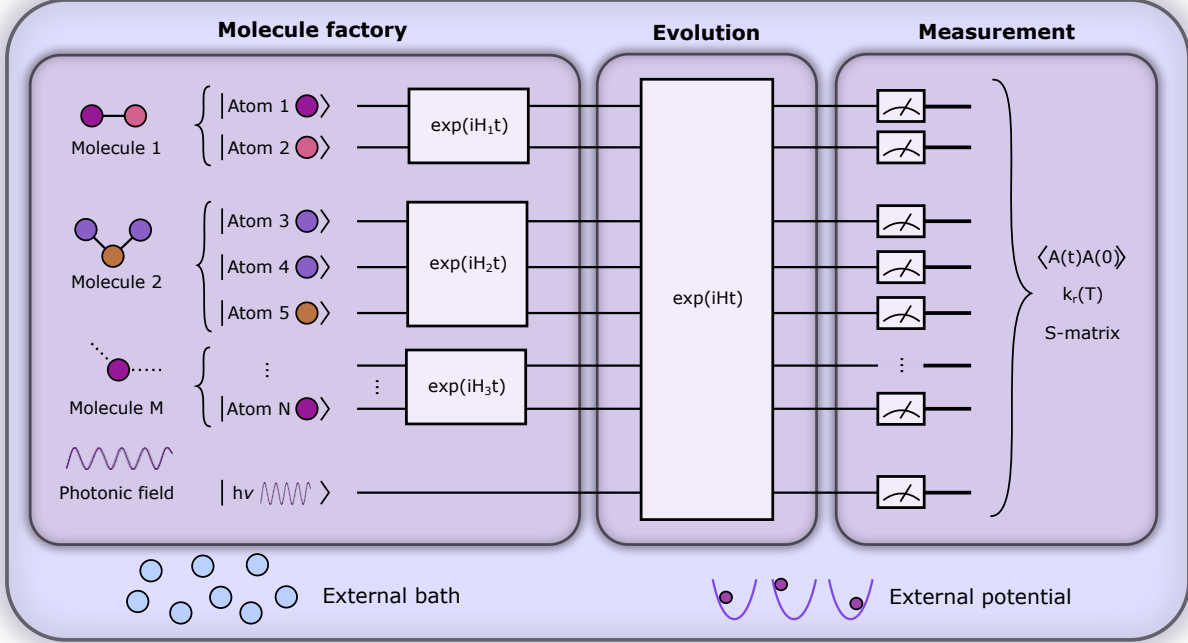 Molecule factory
Evolution
Measurement
Molecule 1
|Atom 1 ⟩
|Atom 2 ⟩
exp(iH₁t)
Molecule 2
|Atom 3 ⟩
|Atom 4 ⟩
|Atom 5 ⟩
exp(iH₂t)
Molecule M
⋮
|Atom N ⟩
⋮
exp(iH₃t)
Photonic field
| hν ⟩
exp(iHt)
⋮
⟨A(t)A(0)⟩
kᵣ(T)
S-matrix
External bath
External potential